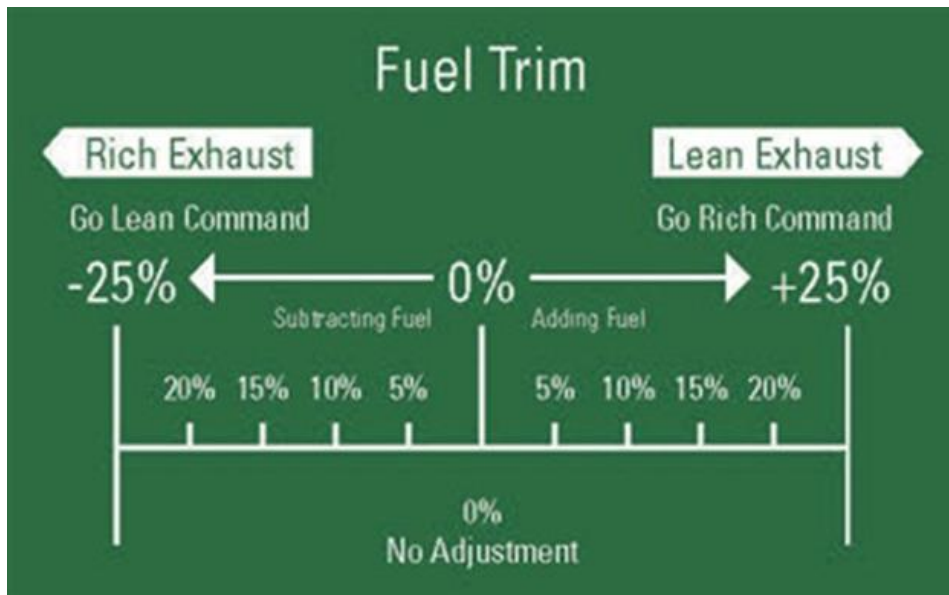 Fuel Trim
Rich Exhaust Lean Exhaust
Go Lean Command Go Rich Command
-25% 0% +25%
Subtracting Fuel Adding Fuel
20% 15% 10% 5% 5% 10% 15% 20%
0%
No Adjustment